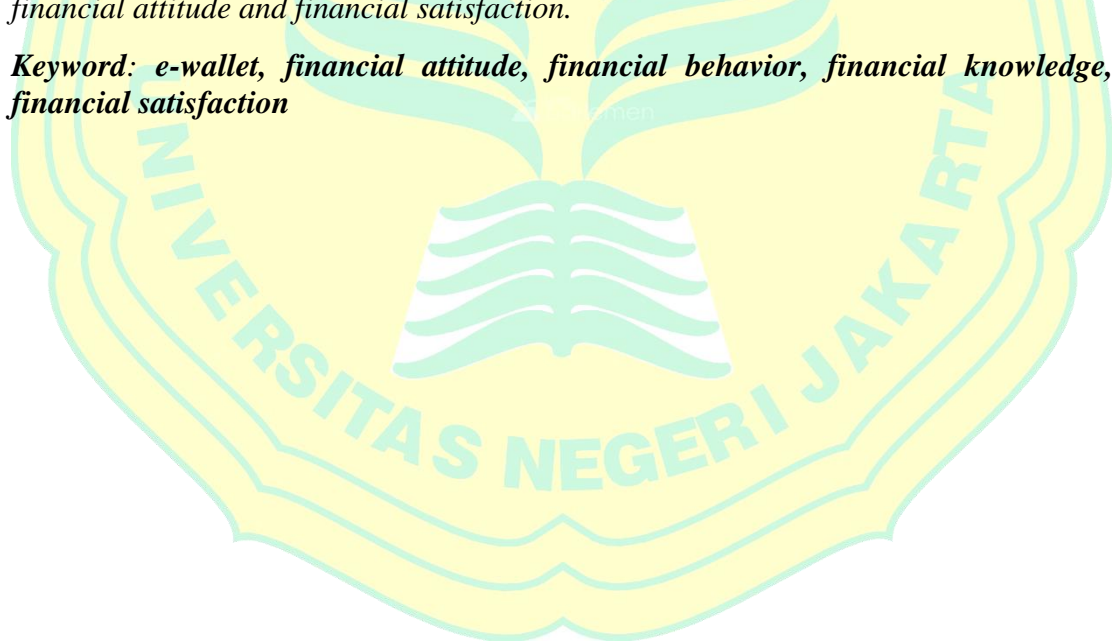 financial attitude and financial satisfaction.
Keyword: e-wallet, financial attitude, financial behavior, financial knowledge,
financial satisfaction
UNIVERSITAS NEGERI JAKARTA